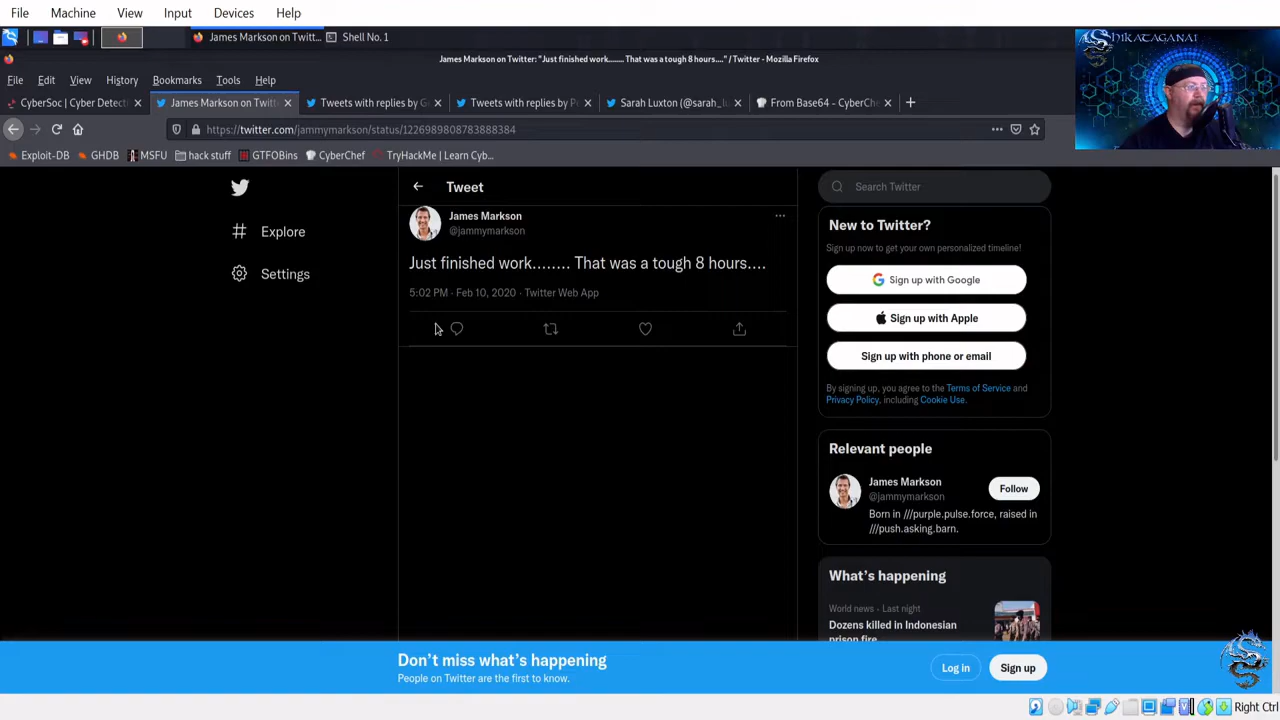 File Machine View Input Devices Help
James Markson on Twitt... Shell No. 1
James Markson on Twitter: "Just finished work........ That was a tough 8 hours...." / Twitter - Mozilla Firefox
SHIKATAGANAI
File Edit View History Bookmarks Tools Help
CyberSoc | Cyber Detecti James Markson on Twitte Tweets with replies by G Tweets with replies by P Sarah Luxton (@sarah_lu From Base64 - CyberChe
https://twitter.com/jammymarkson/status/1226989808783888384
Exploit-DB GHDB MSFU hack stuff GTFOBins CyberChef TryHackMe | Learn Cyb...
Tweet
Search Twitter
James Markson
@jammymarkson
New to Twitter?
Explore
Sign up now to get your own personalized timeline!
Just finished work........ That was a tough 8 hours....
Settings
Sign up with Google
5:02 PM · Feb 10, 2020 · Twitter Web App
Sign up with Apple
Sign up with phone or email
By signing up, you agree to the Terms of Service and
Privacy Policy, including Cookie Use.
Relevant people
James Markson
@jammymarkson
Follow
Born in ///purple.pulse.force, raised in
///push.asking.barn.
What's happening
World news · Last night
Dozens killed in Indonesian
prison fire
Don't miss what's happening
People on Twitter are the first to know.
Log in Sign up
Right Ctrl